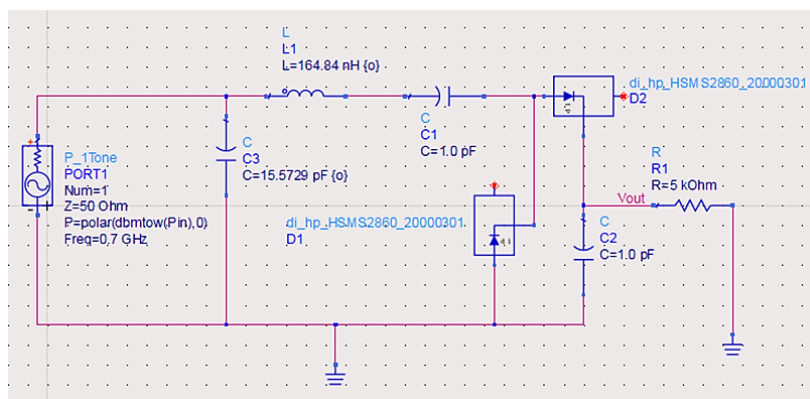 L
L1
L=164.84 nH {o}
di_hp_HSMS2860_20000301
D2
C
C1
C=1.0 pF
C
C3
C=15.5729 pF {o}
P_1Tone
PORT1
Num=1
Z=50 Ohm
P=polar(dbmtow(Pin),0)
Freq=0.7 GHz
R
R1
R=5 kOhm
Vout
di_hp_HSMS2860_20000301
D1
C
C2
C=1.0 pF